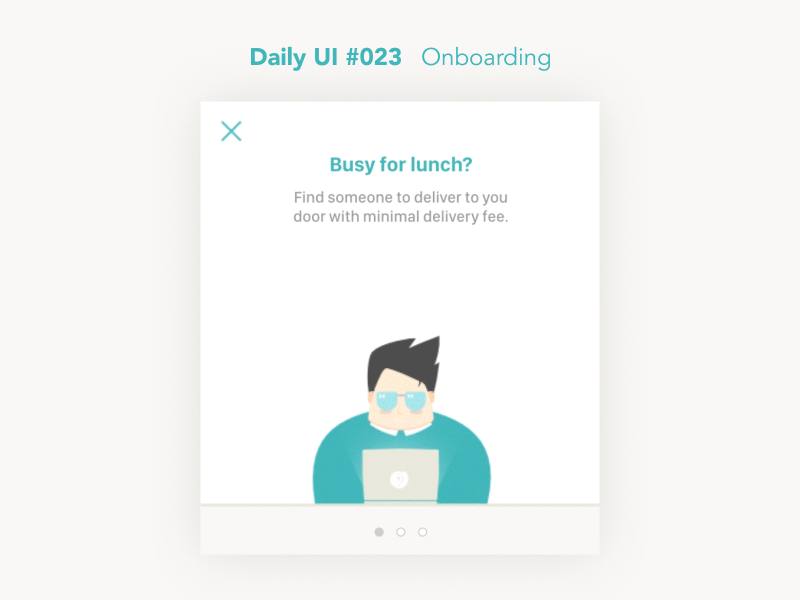 Daily UI #023 Onboarding
Busy for lunch?
Find someone to deliver to you
door with minimal delivery fee.